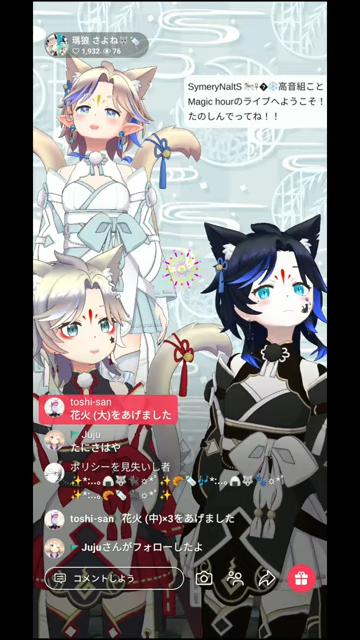 瑪狼 さよね
♡ 1,932 76
SymeryNaltS 高音組こと
Magic hourのライブへようこそ！
たのしんでってね！！
toshi-san
花火 (大)をあげました
Juju
たにさはや
ポリシーを見失いし者
toshi-san 花火 (中)×3をあげました
Jujuさんがフォローしたよ
コメントしよう